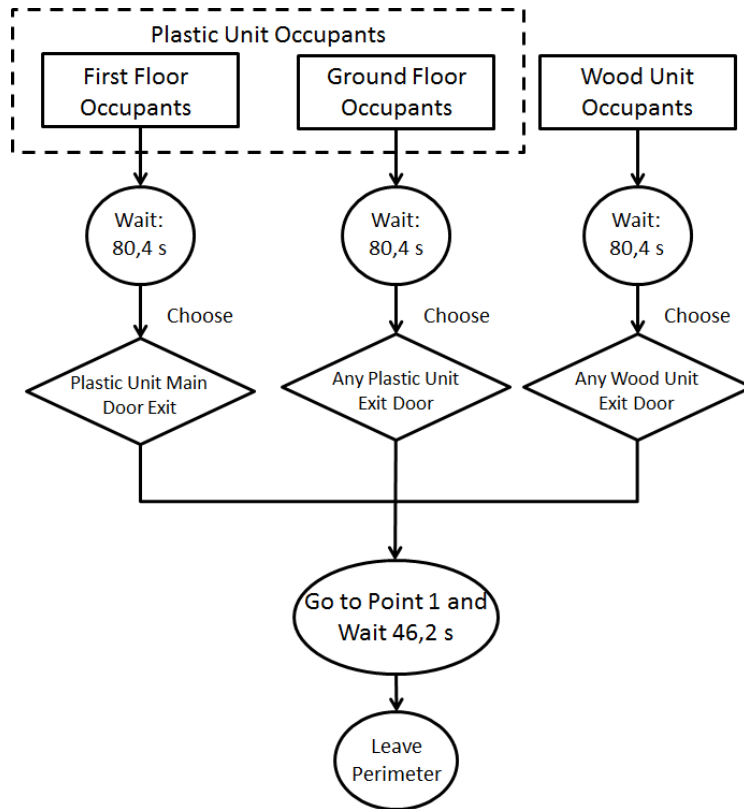 Plastic Unit Occupants
First Floor
Occupants
Ground Floor
Occupants
Wood Unit
Occupants
Wait:
80,4 s
Wait:
80,4 s
Wait:
80,4 s
Choose
Choose
Choose
Plastic Unit Main
Door Exit
Any Plastic Unit
Exit Door
Any Wood Unit
Exit Door
Go to Point 1 and
Wait 46,2 s
Leave
Perimeter